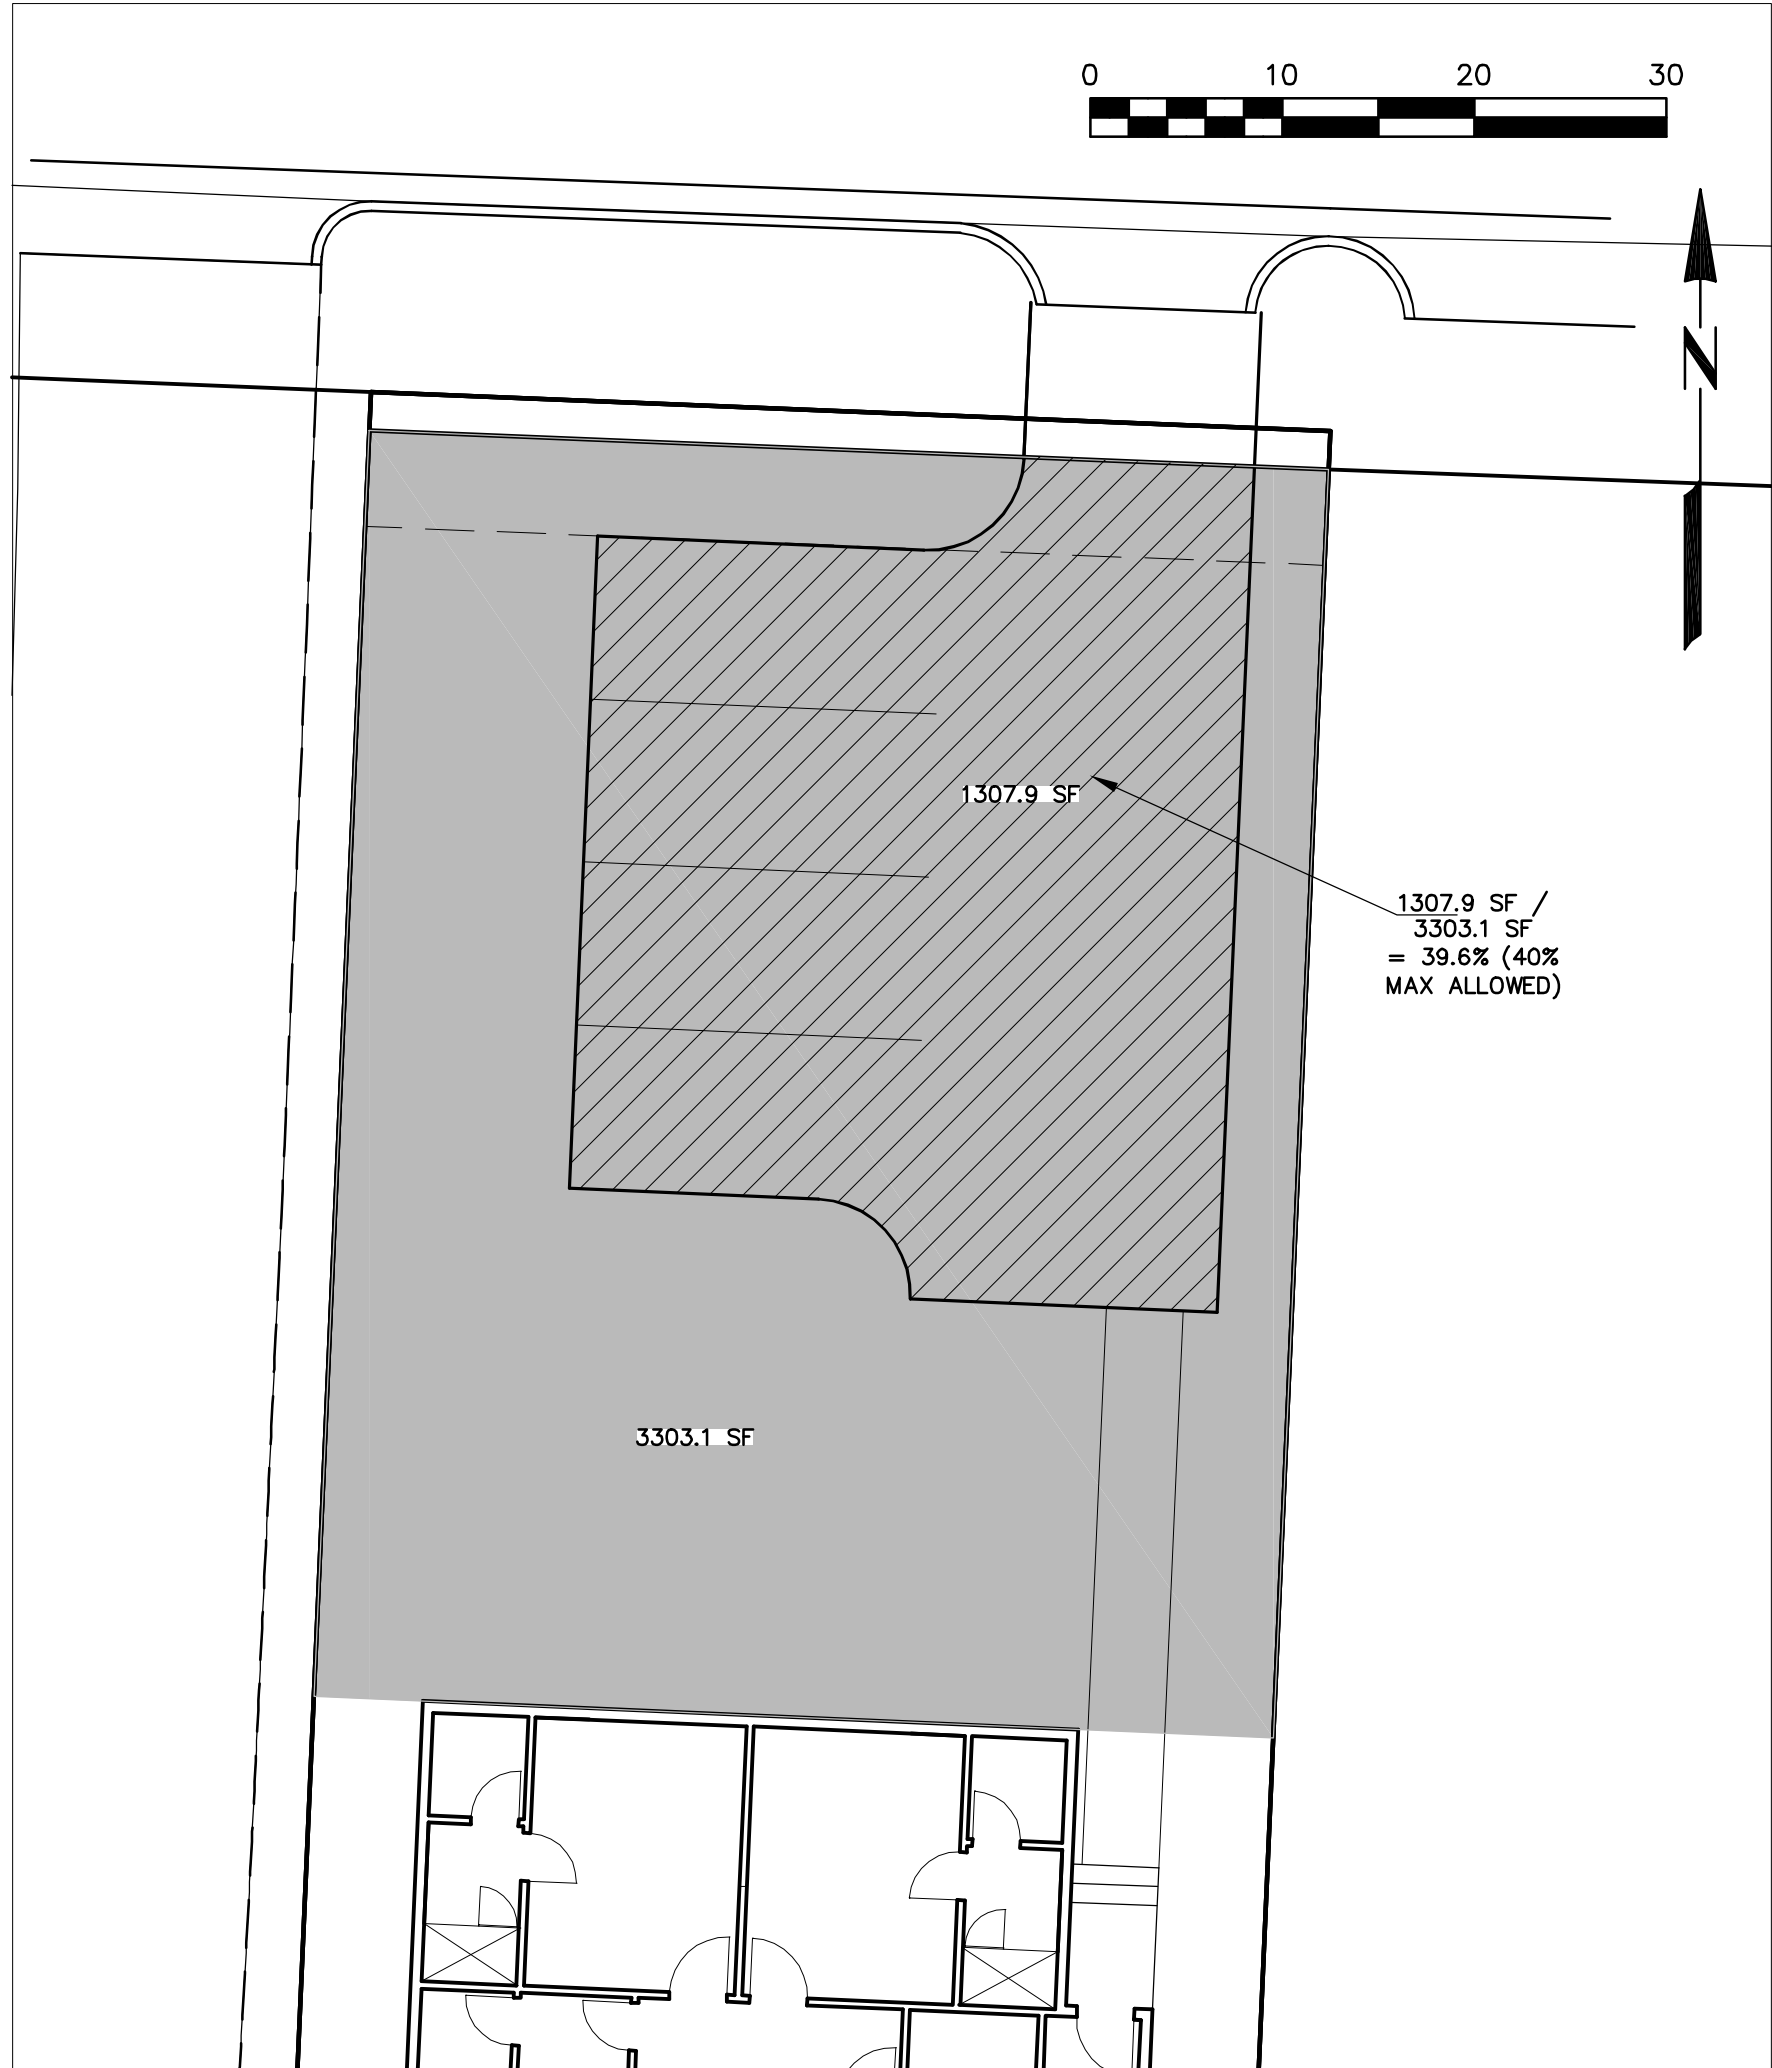 0 10 20 30
N
1307.9 SF
1307.9 SF /
3303.1 SF
= 39.6% (40%
MAX ALLOWED)
3303.1 SF